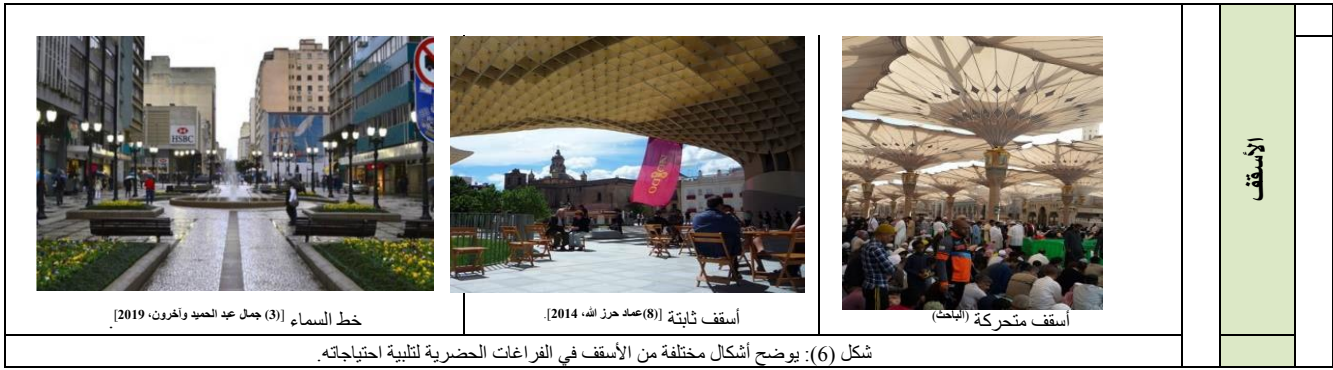 الأسقف
HSBC
أسقف متحركة (الباحث)
أسقف ثابتة [(8)عماد حرز الله، 2014].
خط السماء [(3) جمال عبد الحميد وآخرون، 2019].
شكل (6): يوضح أشكال مختلفة من الأسقف في الفراغات الحضرية لتلبية احتياجاته.